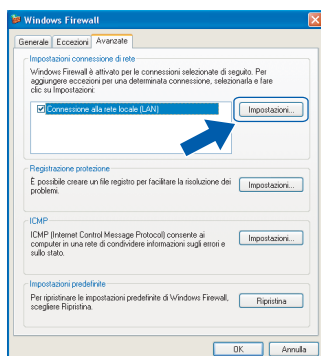 Windows Firewall
Generale Eccezioni Avanzate
Impostazioni connessione di rete
Windows Firewall è attivato per le connessioni selezionate di seguito. Per
aggiungere eccezioni per una determinata connessione, selezionarla e fare
clic su Impostazioni:
Connessione alla rete locale (LAN)
Impostazioni...
Registrazione protezione
È possibile creare un file registro per facilitare la risoluzione dei
problemi.
Impostazioni...
ICMP
ICMP (Internet Control Message Protocol) consente ai
computer in una rete di condividere informazioni sugli errori e
sullo stato.
Impostazioni...
Impostazioni predefinite
Per ripristinare le impostazioni predefinite di Windows Firewall,
scegliere Ripristina.
Ripristina
OK Annulla